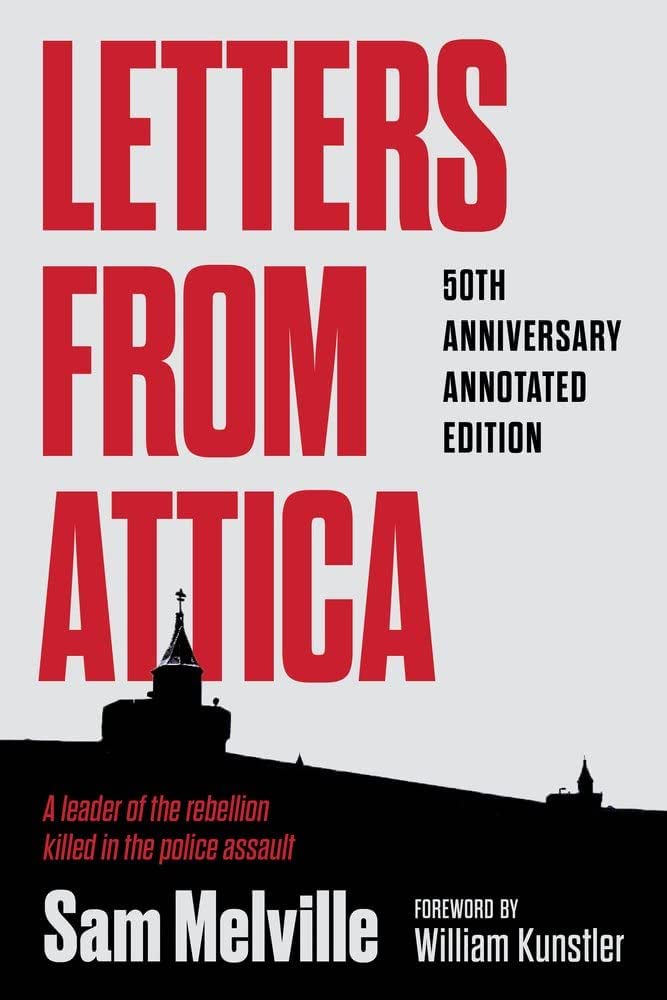 LETTERS
FROM
ATTICA
50TH
ANNIVERSARY
ANNOTATED
EDITION
A leader of the rebellion
killed in the police assault
Sam Melville
FOREWORD BY
William Kunstler